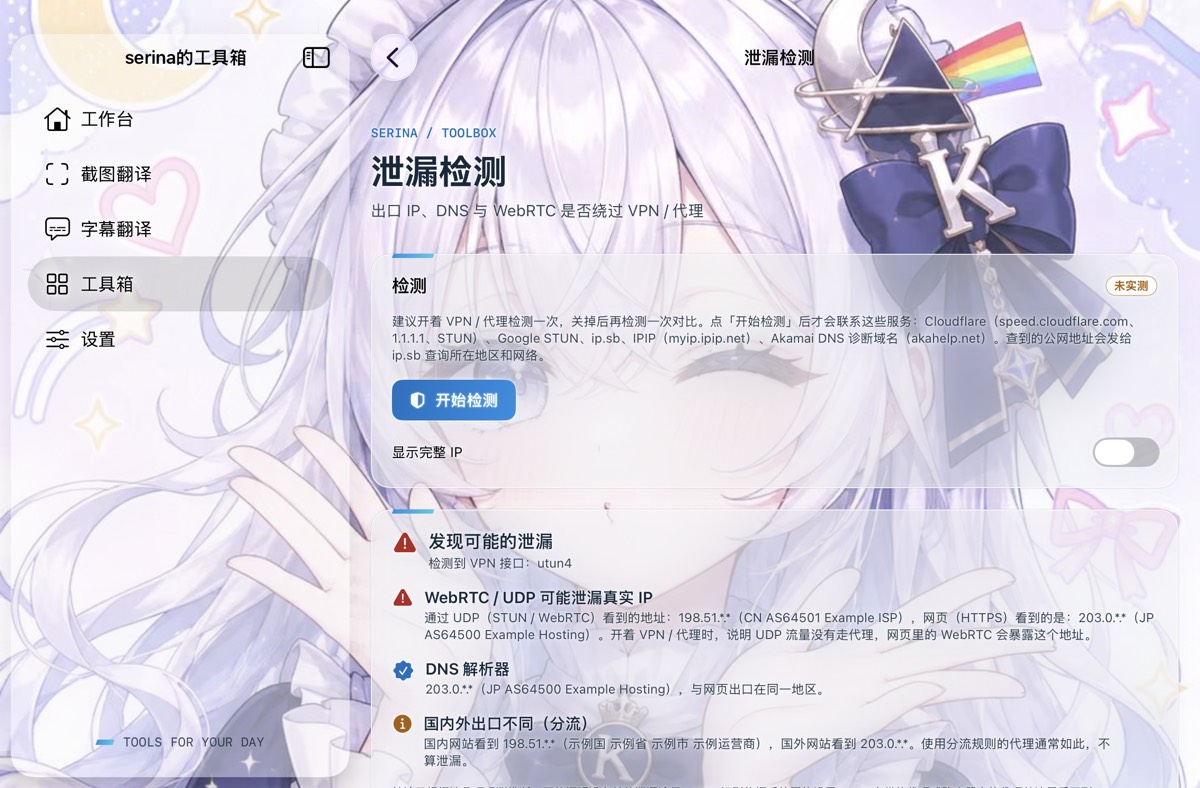 serina的工具箱
泄漏检测
工作台
截图翻译
字幕翻译
工具箱
设置
TOOLS FOR YOUR DAY
SERINA / TOOLBOX
泄漏检测
出口 IP、DNS 与 WebRTC 是否绕过 VPN / 代理
检测
未实测
建议开着 VPN / 代理检测一次，关掉后再检测一次对比。点「开始检测」后才会联系这些服务：Cloudflare（speed.cloudflare.com、
1.1.1.1、STUN）、Google STUN、ip.sb、IPIP（myip.ipip.net）、Akamai DNS 诊断域名（akahelp.net）。查到的公网地址会发给
ip.sb 查询所在地区和网络。
开始检测
显示完整 IP
发现可能的泄漏
检测到 VPN 接口：utun4
WebRTC / UDP 可能泄漏真实 IP
通过 UDP（STUN / WebRTC）看到的地址：198.51.*.*（CN AS64501 Example ISP），网页（HTTPS）看到的是：203.0.*.*（JP
AS64500 Example Hosting）。开着 VPN / 代理时，说明 UDP 流量没有走代理，网页里的 WebRTC 会暴露这个地址。
DNS 解析器
203.0.*.*（JP AS64500 Example Hosting），与网页出口在同一地区。
国内外出口不同（分流）
国内网站看到 198.51.*.*（示例国 示例省 示例市 示例运营商），国外网站看到 203.0.*.*。使用分流规则的代理通常如此，不
算泄漏。
K
K